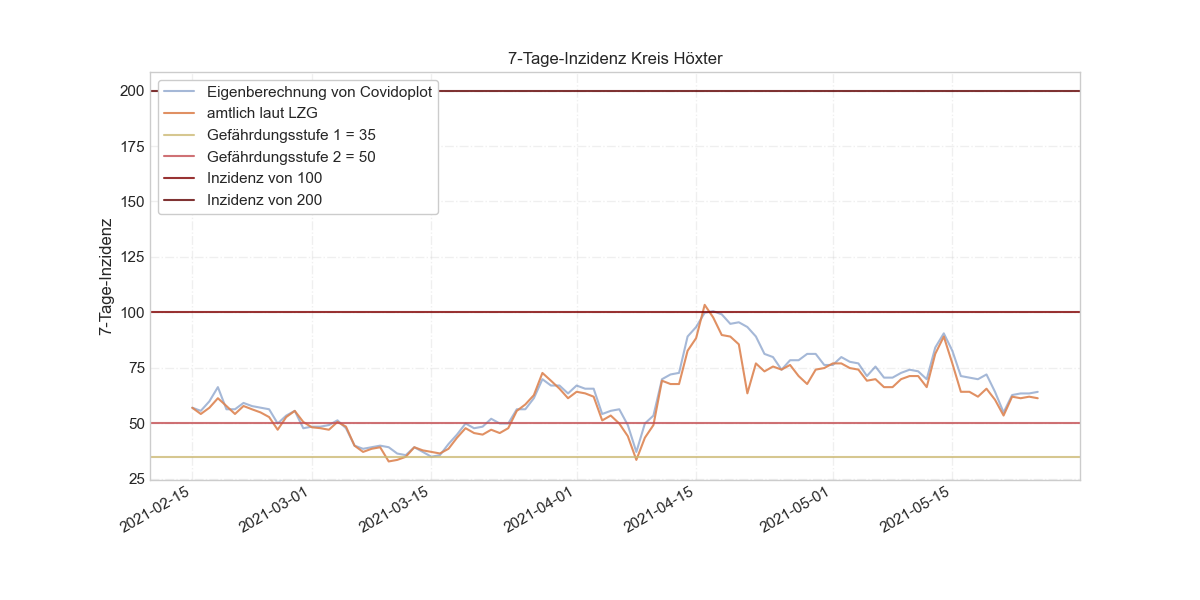 7-Tage-Inzidenz Kreis Höxter
Eigenberechnung von Covidoplot
amtlich laut LZG
Gefährdungsstufe 1 = 35
Gefährdungsstufe 2 = 50
Inzidenz von 100
Inzidenz von 200
7-Tage-Inzidenz
200
175
150
125
100
75
50
25
2021-02-15
2021-03-01
2021-03-15
2021-04-01
2021-04-15
2021-05-01
2021-05-15